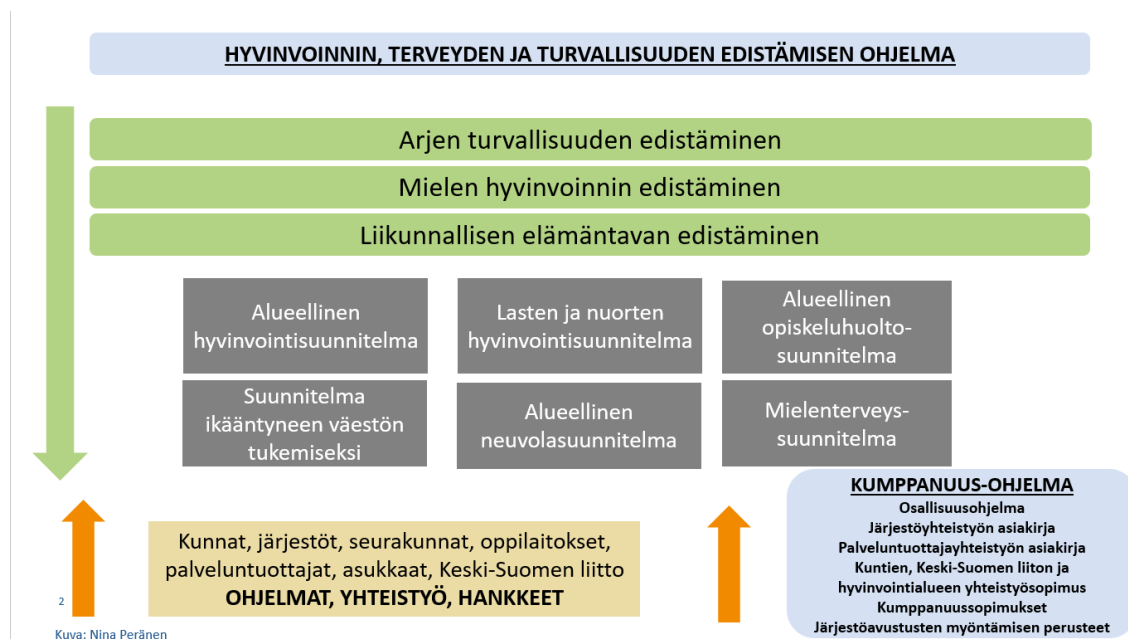 HYVINVOINNIN, TERVEYDEN JA TURVALLISUUDEN EDISTÄMISEN OHJELMA
Arjen turvallisuuden edistäminen
Mielen hyvinvoinnin edistäminen
Liikunnallisen elämäntavan edistäminen
Alueellinen
hyvinvointisuunnitelma
Lasten ja nuorten
hyvinvointisuunnitelma
Alueellinen
opiskeluhuolto-
suunnitelma
Suunnitelma
ikääntyneen väestön
tukemiseksi
Alueellinen
neuvolasuunnitelma
Mielenterveys-
suunnitelma
Kunnat, järjestöt, seurakunnat, oppilaitokset,
palveluntuottajat, asukkaat, Keski-Suomen liitto
OHJELMAT, YHTEISTYÖ, HANKKEET
KUMPPANUUS-OHJELMA
Osallisuusohjelma
Järjestöyhteistyön asiakirja
Palveluntuottajayhteistyön asiakirja
Kuntien, Keski-Suomen liiton ja
hyvinvointialueen yhteistyösopimus
Kumppanuussopimukset
Järjestöavustusten myöntämisen perusteet
2
Kuva: Nina Peränen